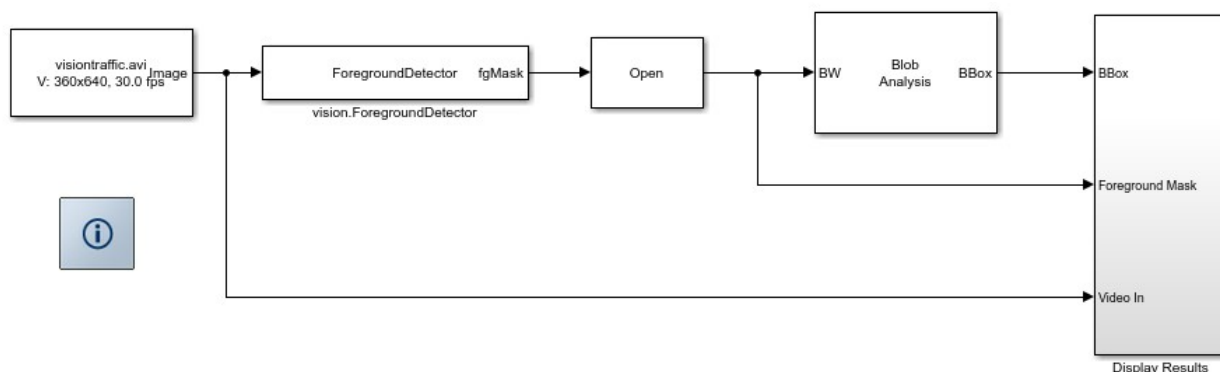 visiontraffic.avi
V: 360x640, 30.0 fps
Image
ForegroundDetector
fgMask
vision.ForegroundDetector
Open
BW
Blob
Analysis
BBox
BBox
Foreground Mask
Video In
Display Results
i